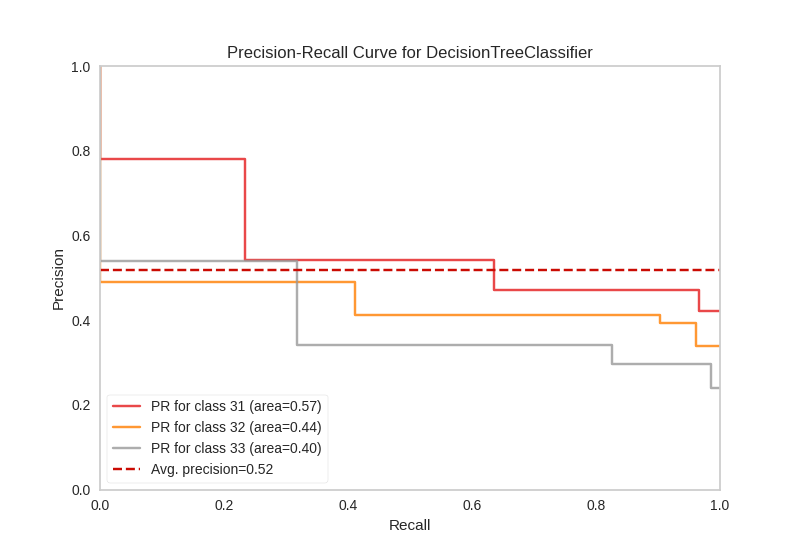 Precision-Recall Curve for DecisionTreeClassifier
1.0
0.8
0.6
0.4
0.2
0.0
Precision
PR for class 31 (area=0.57)
PR for class 32 (area=0.44)
PR for class 33 (area=0.40)
Avg. precision=0.52
0.0 0.2 0.4 0.6 0.8 1.0
Recall